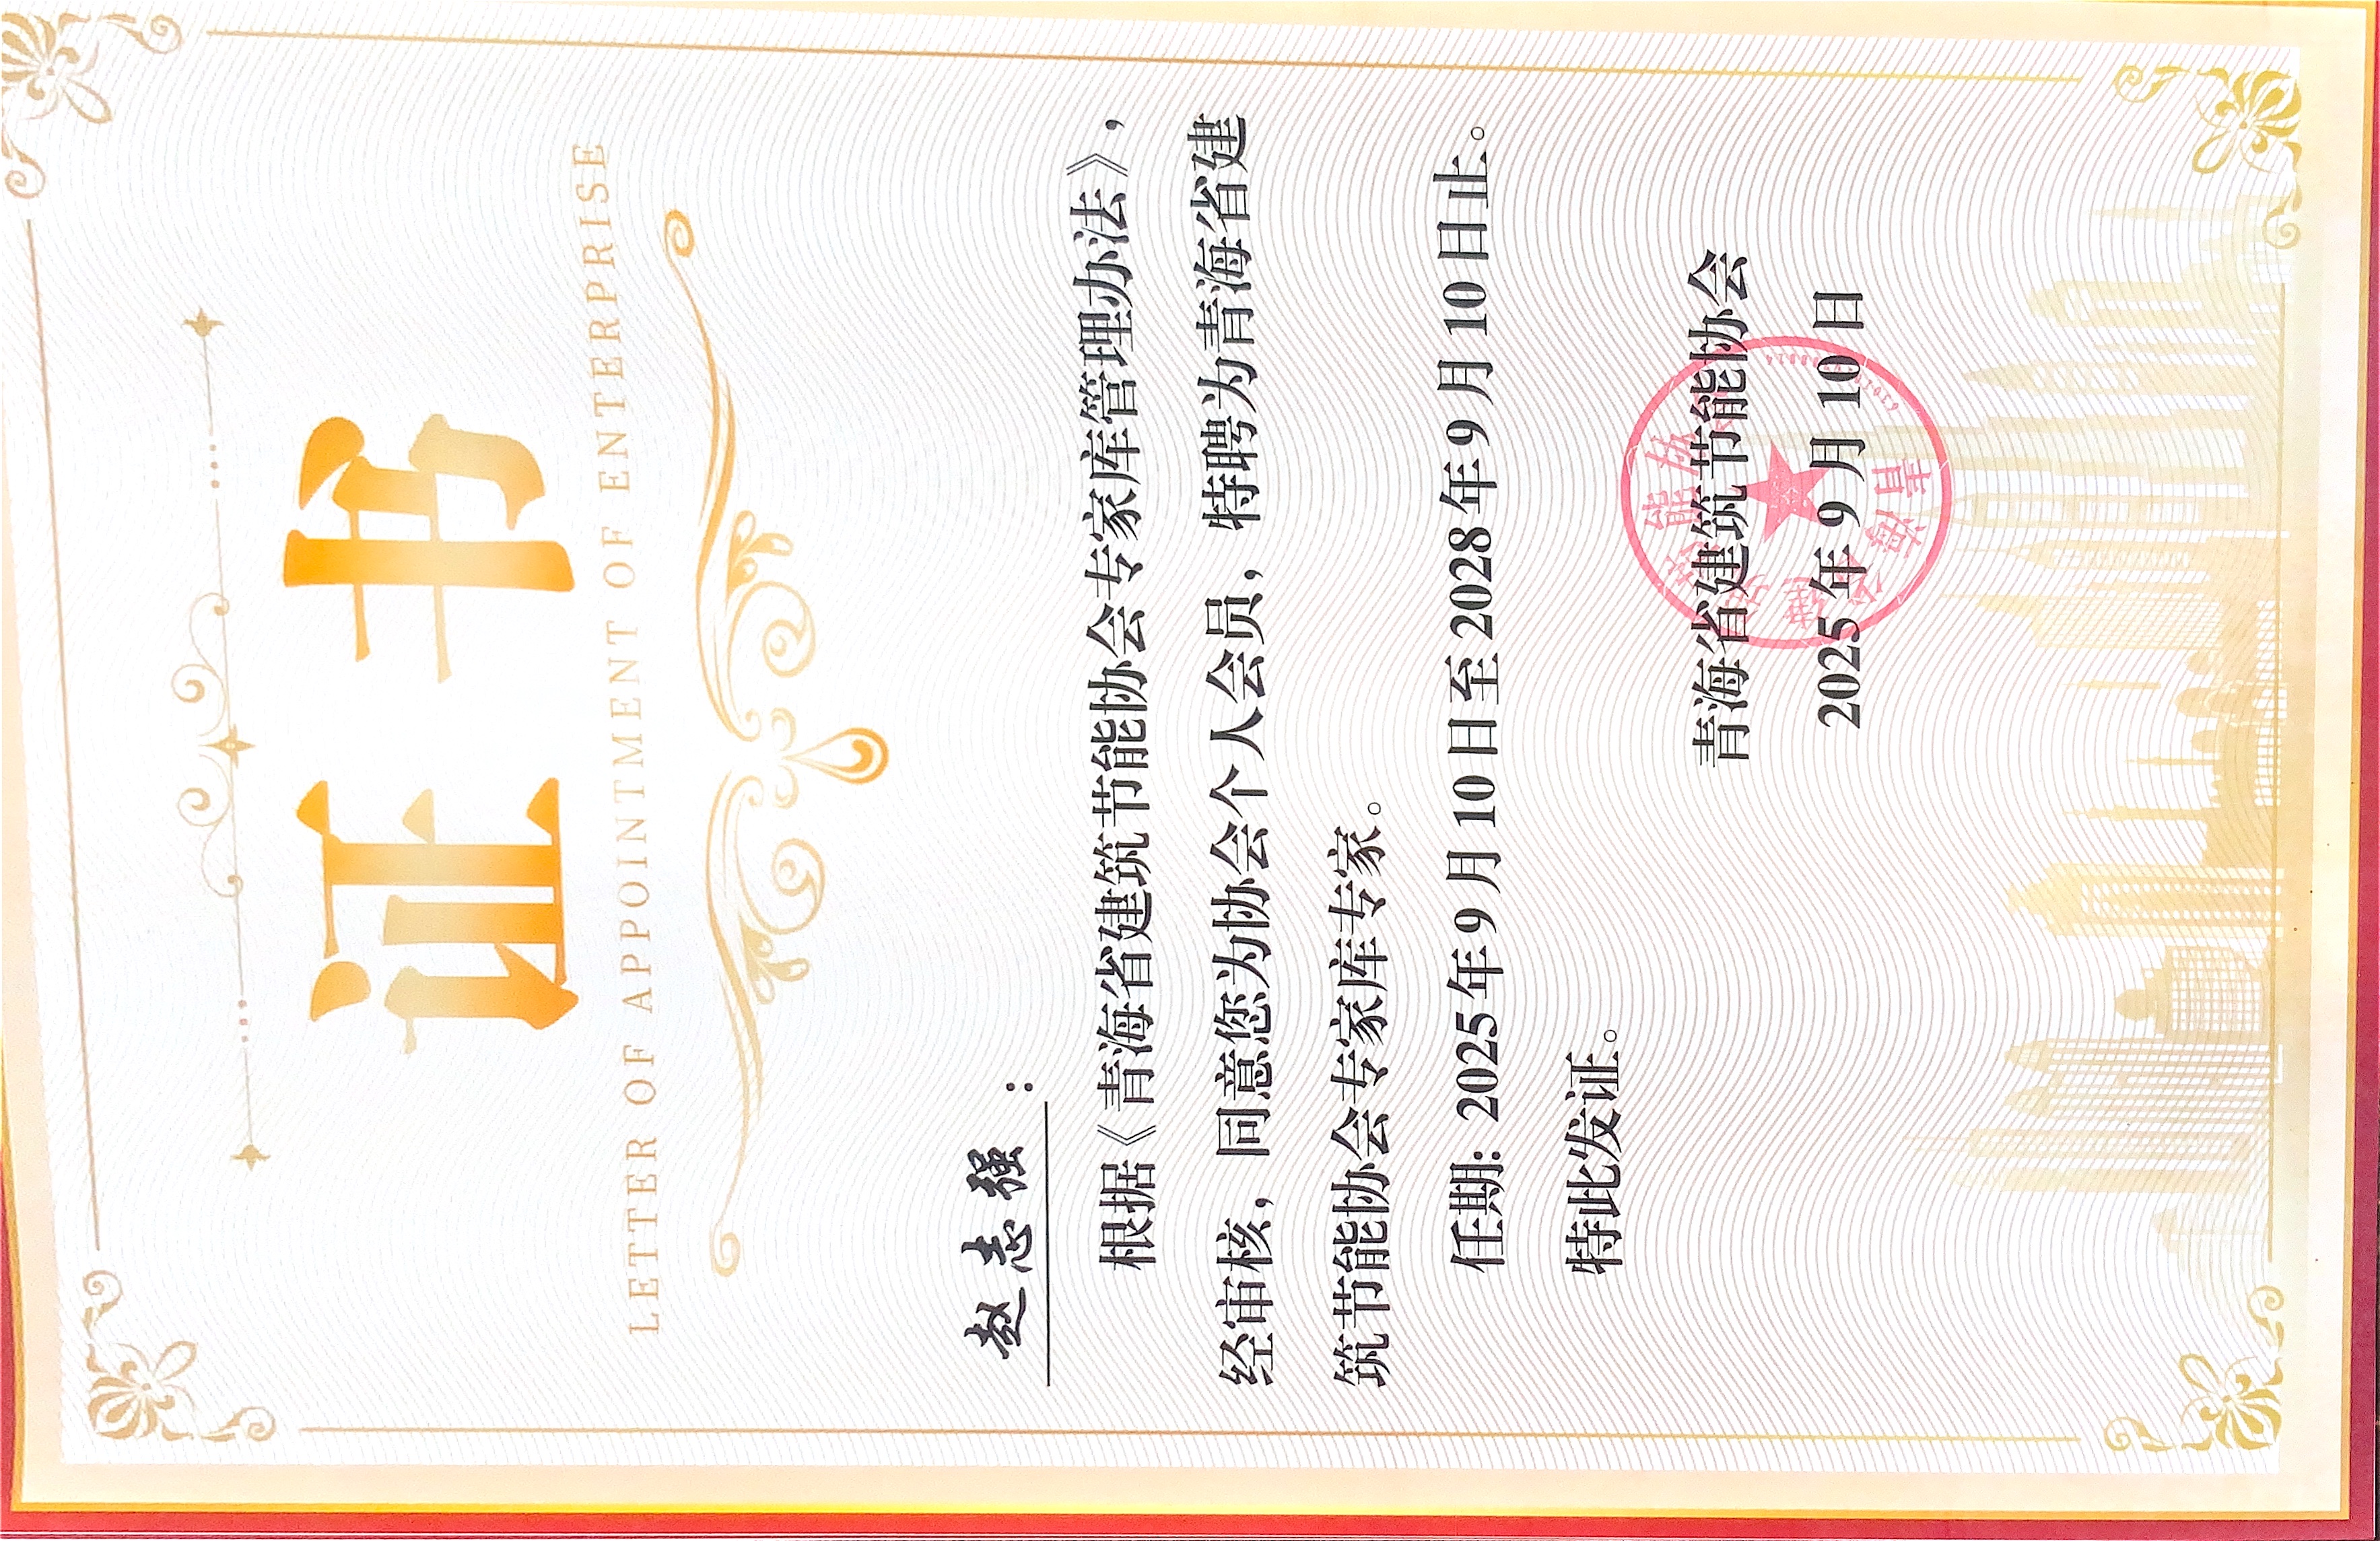 证书
LETTER OF APPOINTMENT OF ENTERPRISE
赵志强：
根据《青海省建筑节能协会专家库管理办法》，
经审核，同意您为协会个人会员，特聘为青海省建
筑节能协会专家库专家。
任期: 2025年9月10日至2028年9月10日止。
特此发证。
青海省建筑节能协会
2025年9月10日